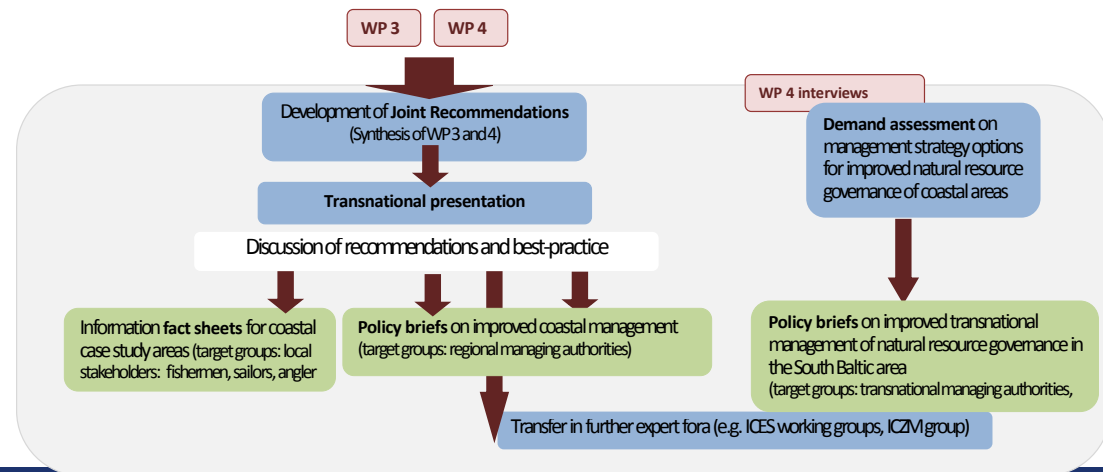 WP 3
WP 4
Development of Joint Recommendations
(Synthesis of WP 3 and 4)
Transnational presentation
Discussion of recommendations and best-practice
Information fact sheets for coastal
case study areas (target groups: local
stakeholders: fishermen, sailors, angler
Policy briefs on improved coastal management
(target groups: regional managing authorities)
Transfer in further expert fora (e.g. ICES working groups, ICZM group)
WP 4 interviews
Demand assessment on
management strategy options
for improved natural resource
governance of coastal areas
Policy briefs on improved transnational
management of natural resource governance in
the South Baltic area
(target groups: transnational managing authorities,